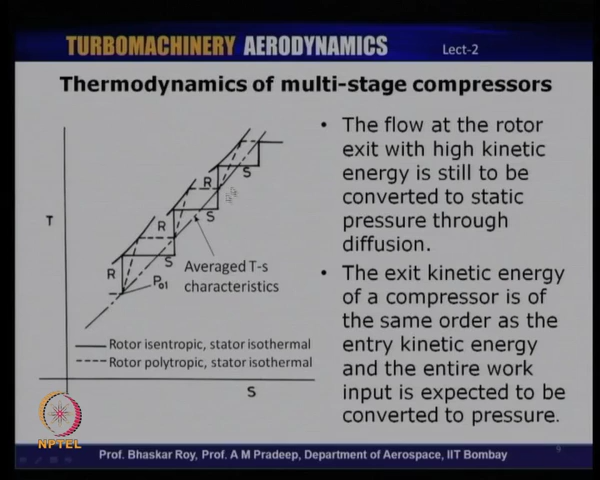 TURBOMACHINERY AERODYNAMICS Lect-2
Thermodynamics of multi-stage compressors
• The flow at the rotor
exit with high kinetic
energy is still to be
converted to static
pressure through
diffusion.
• The exit kinetic energy
of a compressor is of
the same order as the
entry kinetic energy
and the entire work
input is expected to be
converted to pressure.
T
S
R
R
S
R
S
R
P01
S
Averaged T-s
characteristics
Rotor isentropic, stator isothermal
Rotor polytropic, stator isothermal
S
NPTEL
Prof. Bhaskar Roy, Prof. A M Pradeep, Department of Aerospace, IIT Bombay
9